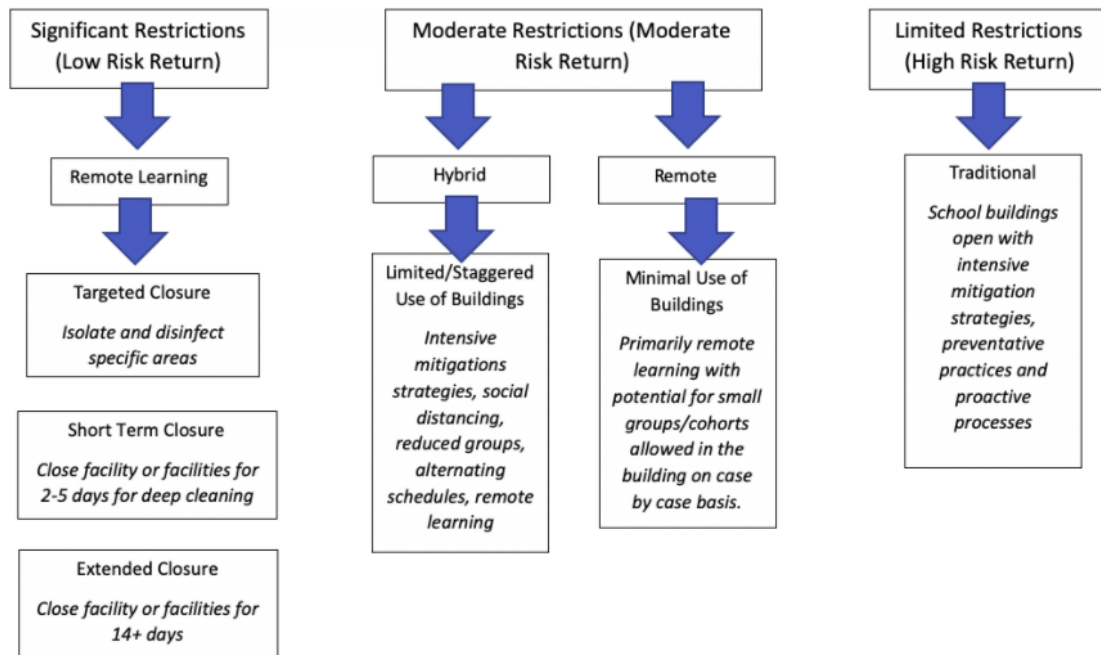 Significant Restrictions
(Low Risk Return)
Remote Learning
Targeted Closure
Isolate and disinfect
specific areas
Short Term Closure
Close facility or facilities for
2-5 days for deep cleaning
Extended Closure
Close facility or facilities for
14+ days
Moderate Restrictions (Moderate
Risk Return)
Hybrid
Limited/Staggered
Use of Buildings
Intensive
mitigations
strategies, social
distancing,
reduced groups,
alternating
schedules, remote
learning
Remote
Minimal Use of
Buildings
Primarily remote
learning with
potential for small
groups/cohorts
allowed in the
building on case
by case basis.
Limited Restrictions
(High Risk Return)
Traditional
School buildings
open with
intensive
mitigation
strategies,
preventative
practices and
proactive
processes